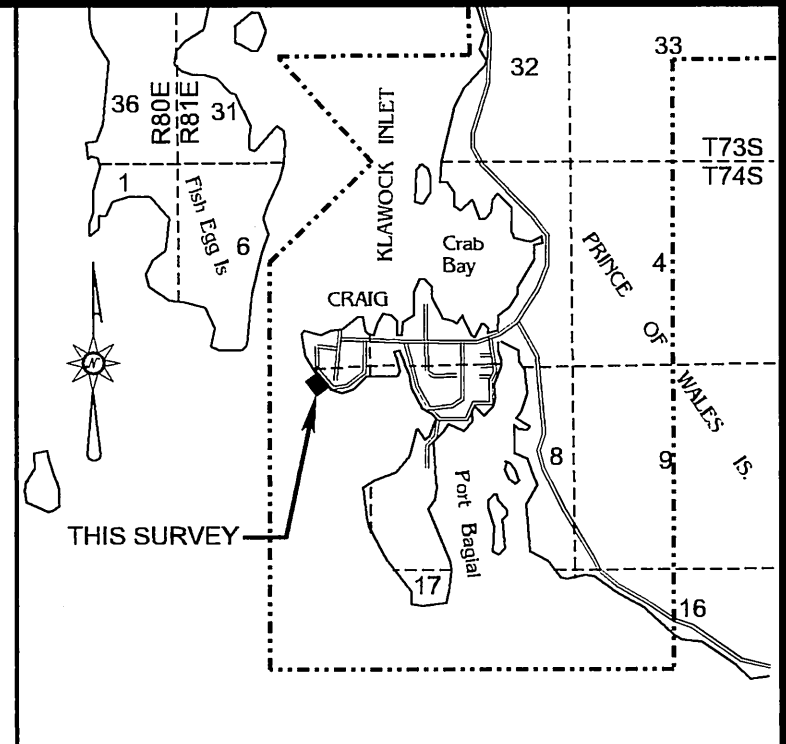 33
32
36
R80E
R81E
31
KLAWOCK INLET
T73S
T74S
1
Fish Egg Is
6
Crab
Bay
PRINCE
OF
WALES
IS.
4
CRAIG
N
8
9
Port Bagial
THIS SURVEY
17
16